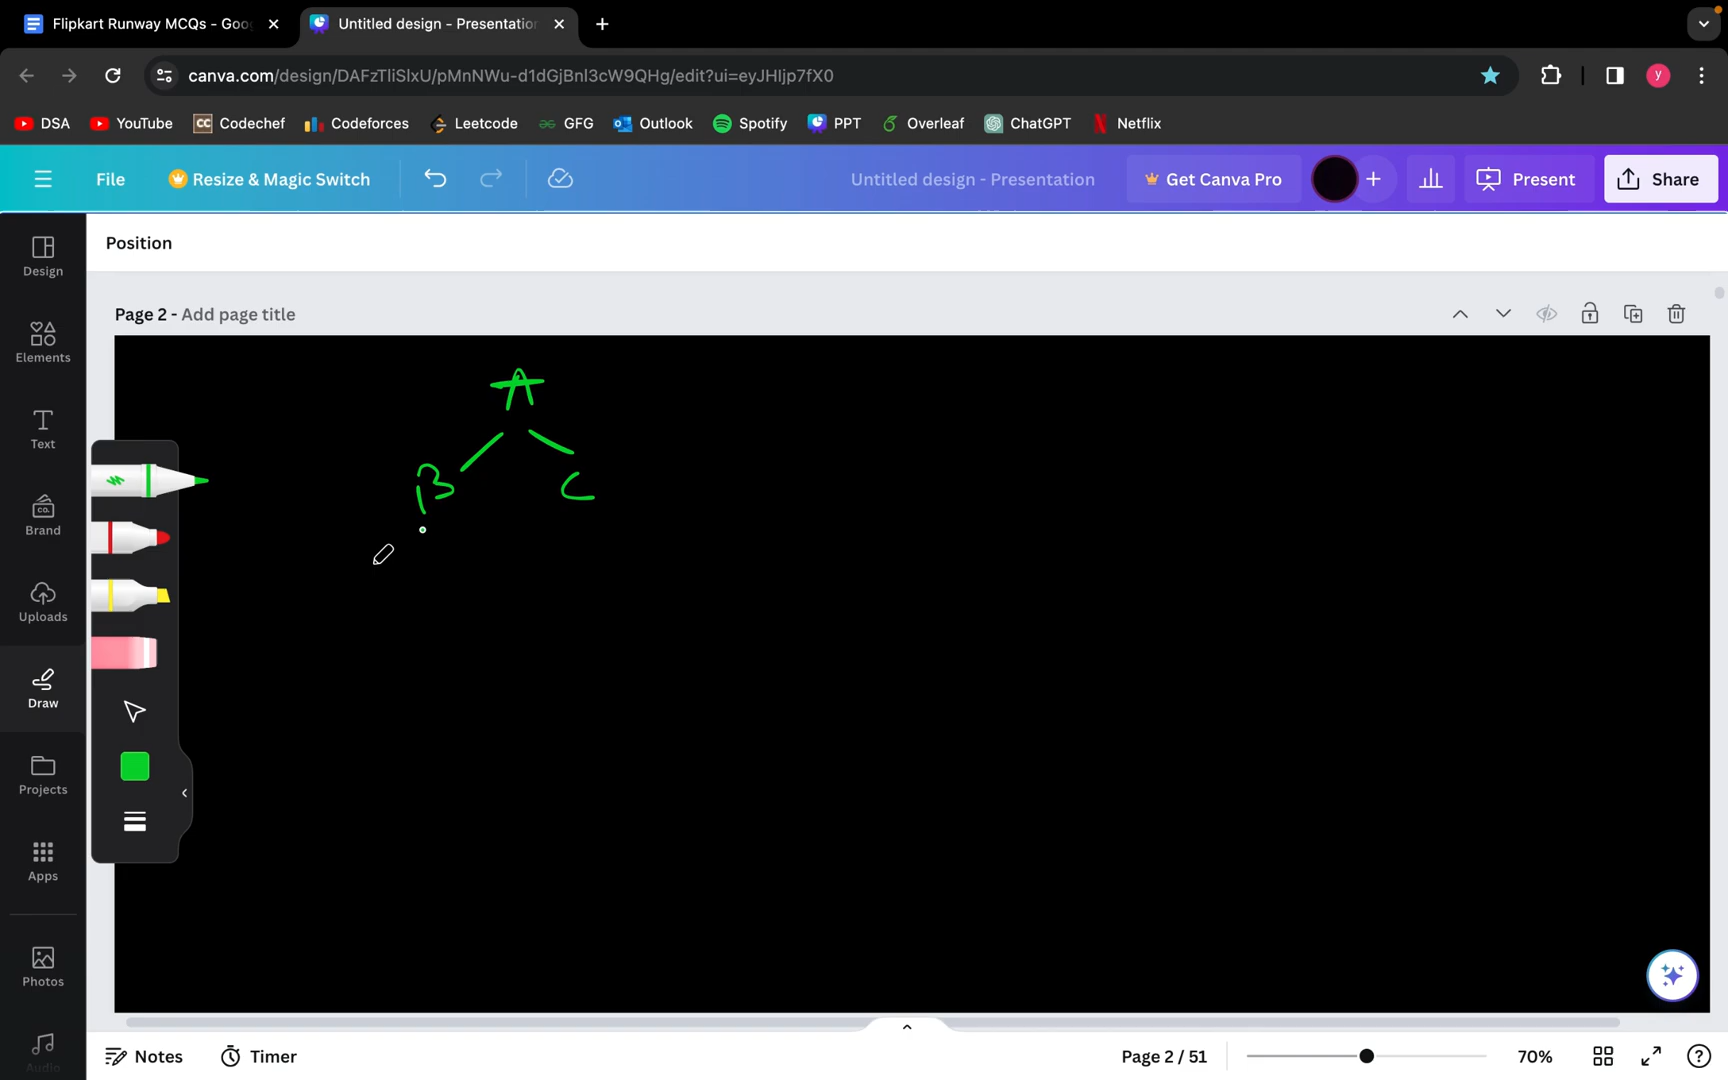 Flipkart Runway MCQs - Goo
Untitled design - Presentation
canva.com/design/DAFzTliSlxU/pMnNWu-d1dGjBnl3cW9QHg/edit?ui=eyJHIjp7fX0
y
DSA YouTube CC Codechef Codeforces Leetcode GFG Outlook Spotify PPT Overleaf ChatGPT Netflix
File Resize & Magic Switch Untitled design - Presentation Get Canva Pro Present Share
Design
Position
Page 2 - Add page title
Elements
Text
co.
Brand
Uploads
Draw
Projects
Apps
Photos
Audio
A
B C
Notes Timer Page 2 / 51 70%